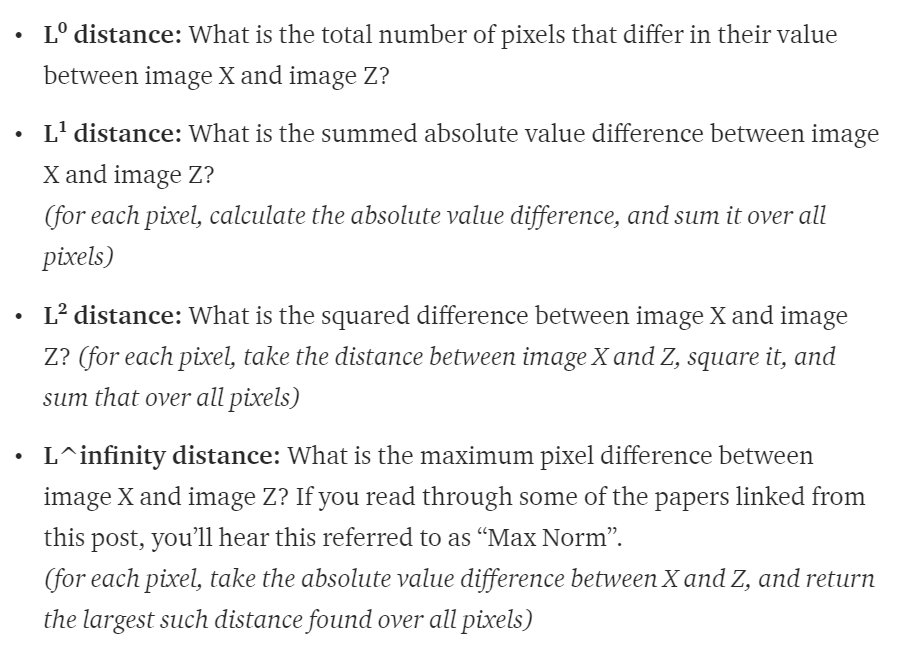 • L⁰ distance: What is the total number of pixels that differ in their value
between image X and image Z?
• L¹ distance: What is the summed absolute value difference between image
X and image Z?
(for each pixel, calculate the absolute value difference, and sum it over all
pixels)
• L² distance: What is the squared difference between image X and image
Z? (for each pixel, take the distance between image X and Z, square it, and
sum that over all pixels)
• L^infinity distance: What is the maximum pixel difference between
image X and image Z? If you read through some of the papers linked from
this post, you’ll hear this referred to as “Max Norm”.
(for each pixel, take the absolute value difference between X and Z, and return
the largest such distance found over all pixels)